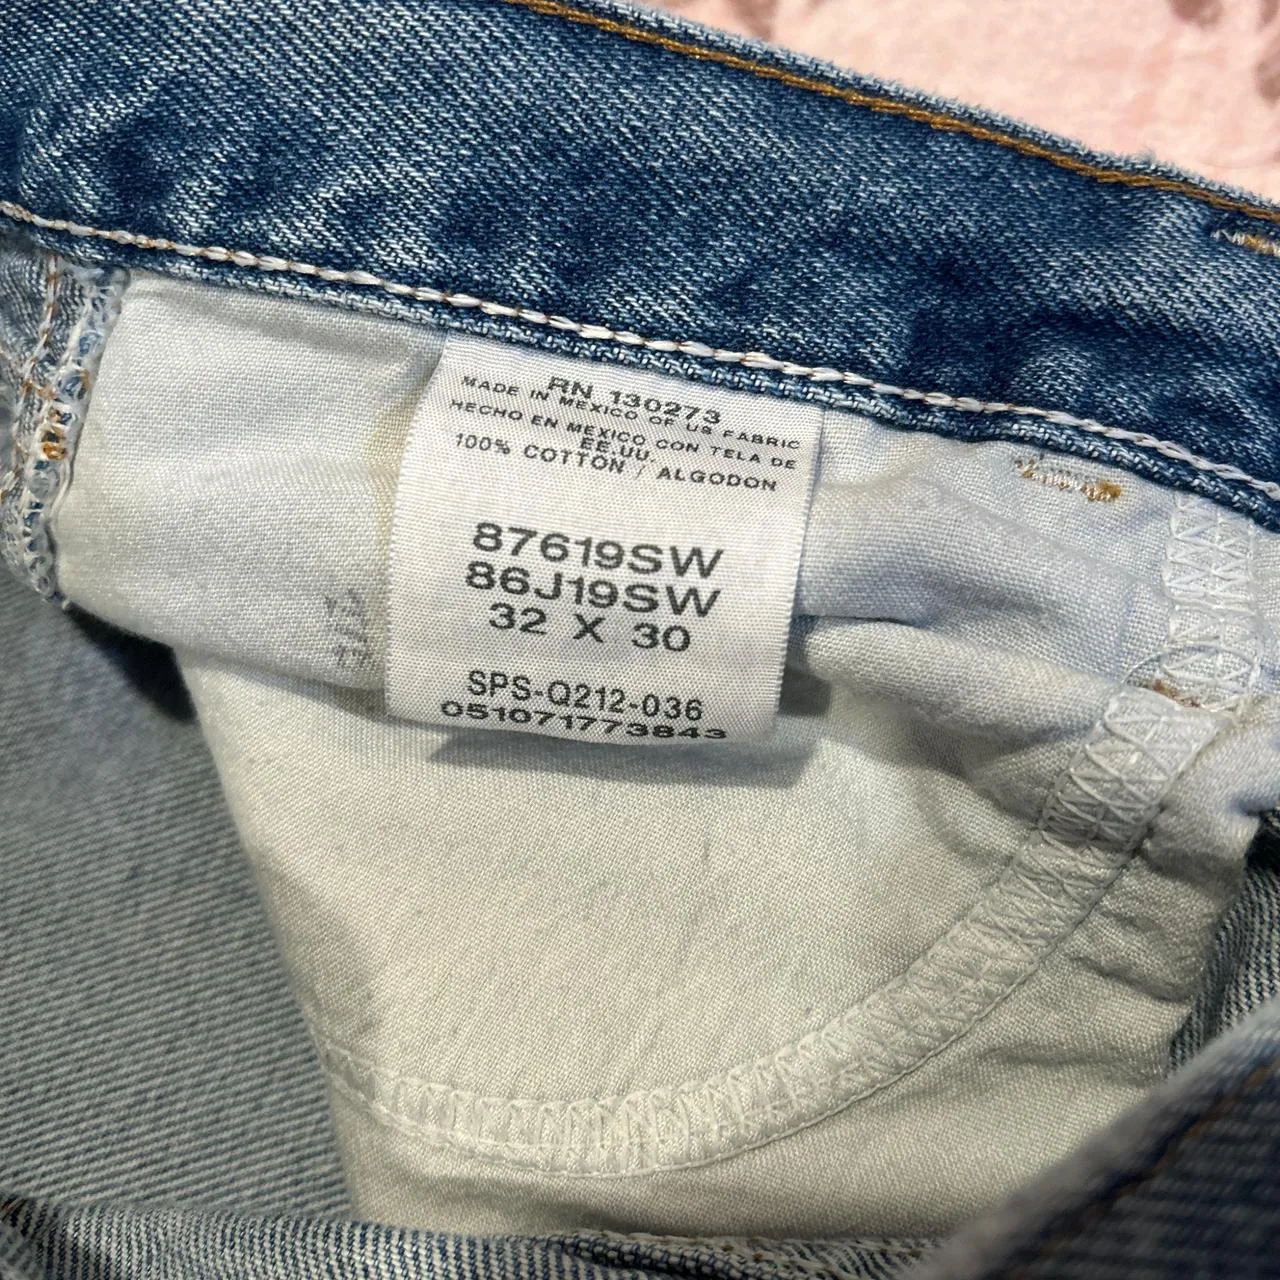 RN 130273
MADE IN MEXICO OF US FABRIC
HECHO EN MEXICO CON TELA DE
EE.UU.
100% COTTON / ALGODON
87619SW
86J19SW
32 X 30
SPS-Q212-036
0510717773843